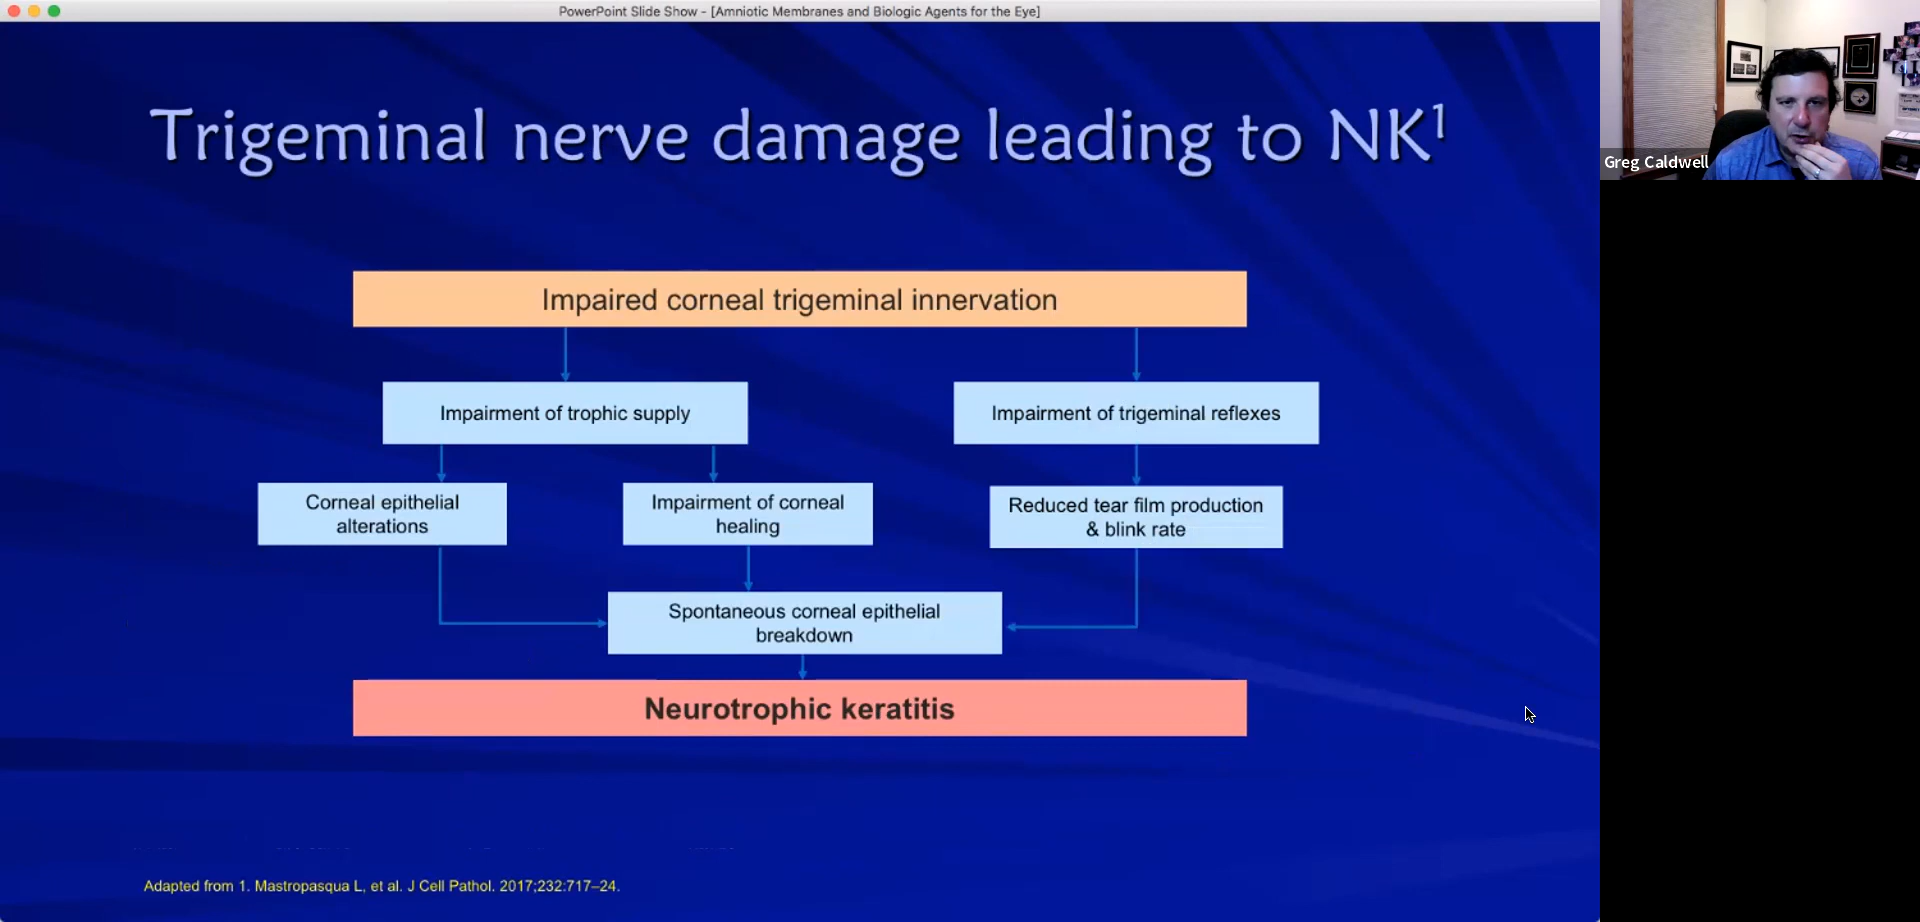 PowerPoint Slide Show - [Amniotic Membranes and Biologic Agents for the Eye]
Trigeminal nerve damage leading to NK¹
Greg Caldwell
Impaired corneal trigeminal innervation
Impairment of trophic supply
Impairment of trigeminal reflexes
Corneal epithelial
alterations
Impairment of corneal
healing
Reduced tear film production
& blink rate
Spontaneous corneal epithelial
breakdown
Neurotrophic keratitis
Adapted from 1. Mastropasqua L, et al. J Cell Pathol. 2017;232:717–24.